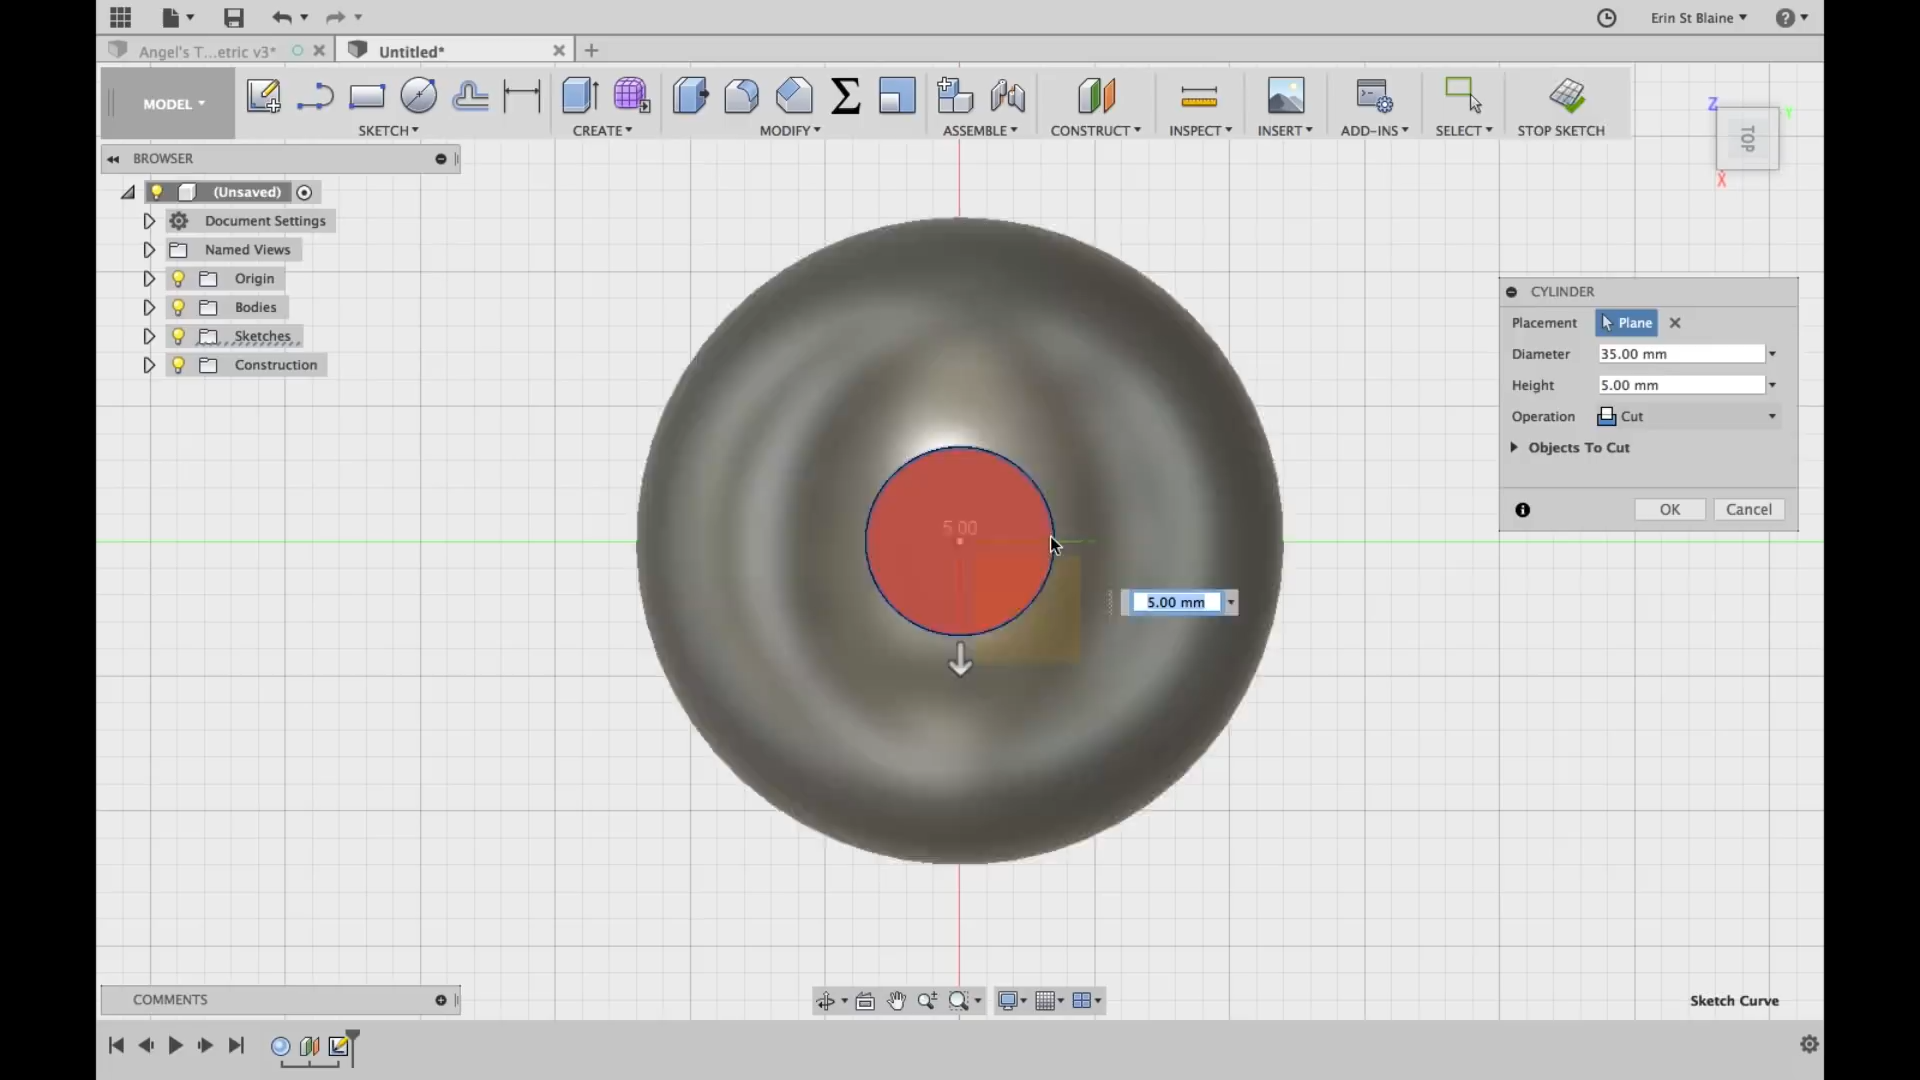 Erin St Blaine
?
Angel's T...etric v3*
Untitled*
MODEL
SKETCH
CREATE
MODIFY
ASSEMBLE
CONSTRUCT
INSPECT
INSERT
ADD-INS
SELECT
STOP SKETCH
Z
Y
TOP
X
BROWSER
(Unsaved)
Document Settings
Named Views
Origin
Bodies
Sketches
Construction
CYLINDER
Placement Plane
Diameter 35.00 mm
Height 5.00 mm
Operation Cut
Objects To Cut
OK Cancel
5.00
5.00 mm
COMMENTS
Sketch Curve